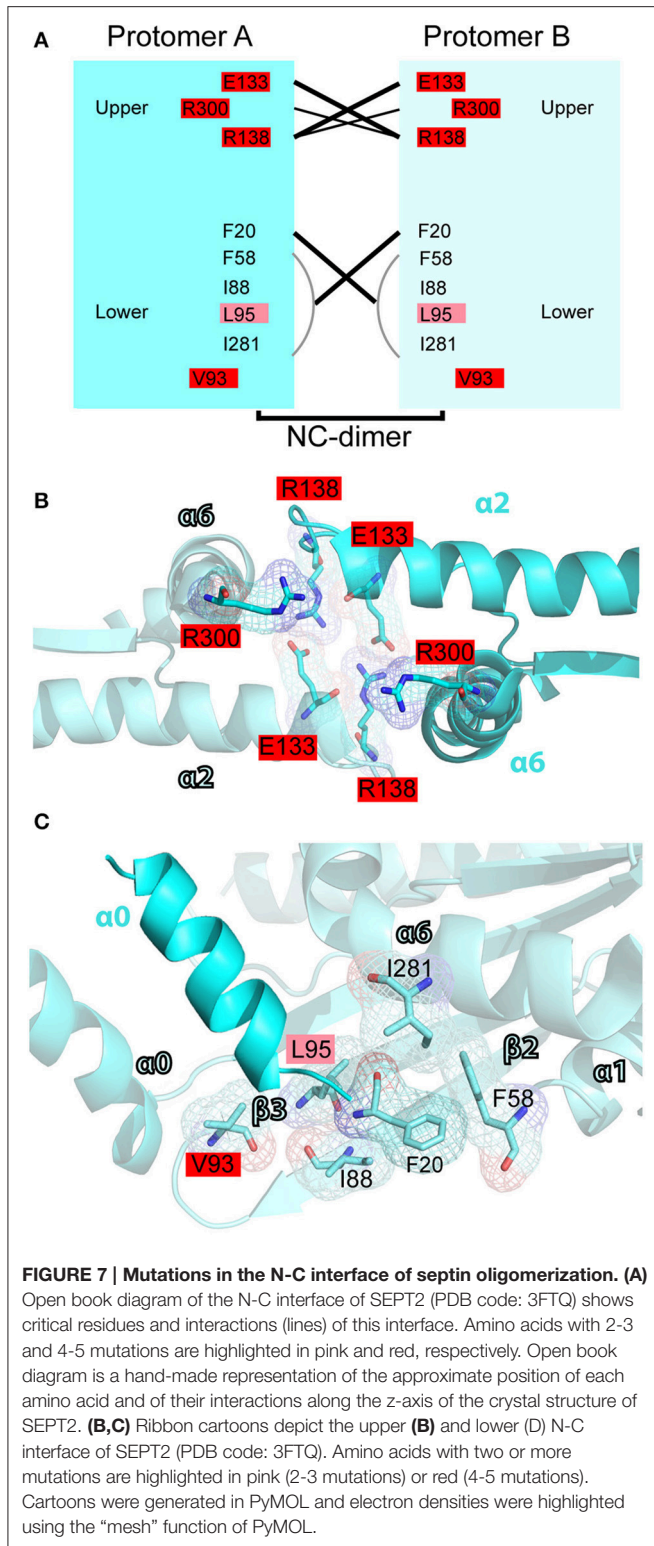 A
Protomer A Protomer B
E133 E133
Upper R300 R300 Upper
R138 R138
F20 F20
F58 F58
I88 I88
Lower L95 L95 Lower
I281 I281
V93 V93
NC-dimer
B
R138
α6 E133 α2
R300 R300
E133 α6
α2 R138
C
α0
α6
I281
α0 L95 β2
β3 F58 α1
V93 I88 F20
FIGURE 7 | Mutations in the N-C interface of septin oligomerization. (A)
Open book diagram of the N-C interface of SEPT2 (PDB code: 3FTQ) shows
critical residues and interactions (lines) of this interface. Amino acids with 2-3
and 4-5 mutations are highlighted in pink and red, respectively. Open book
diagram is a hand-made representation of the approximate position of each
amino acid and of their interactions along the z-axis of the crystal structure of
SEPT2. (B,C) Ribbon cartoons depict the upper (B) and lower (D) N-C
interface of SEPT2 (PDB code: 3FTQ). Amino acids with two or more
mutations are highlighted in pink (2-3 mutations) or red (4-5 mutations).
Cartoons were generated in PyMOL and electron densities were highlighted
using the “mesh” function of PyMOL.